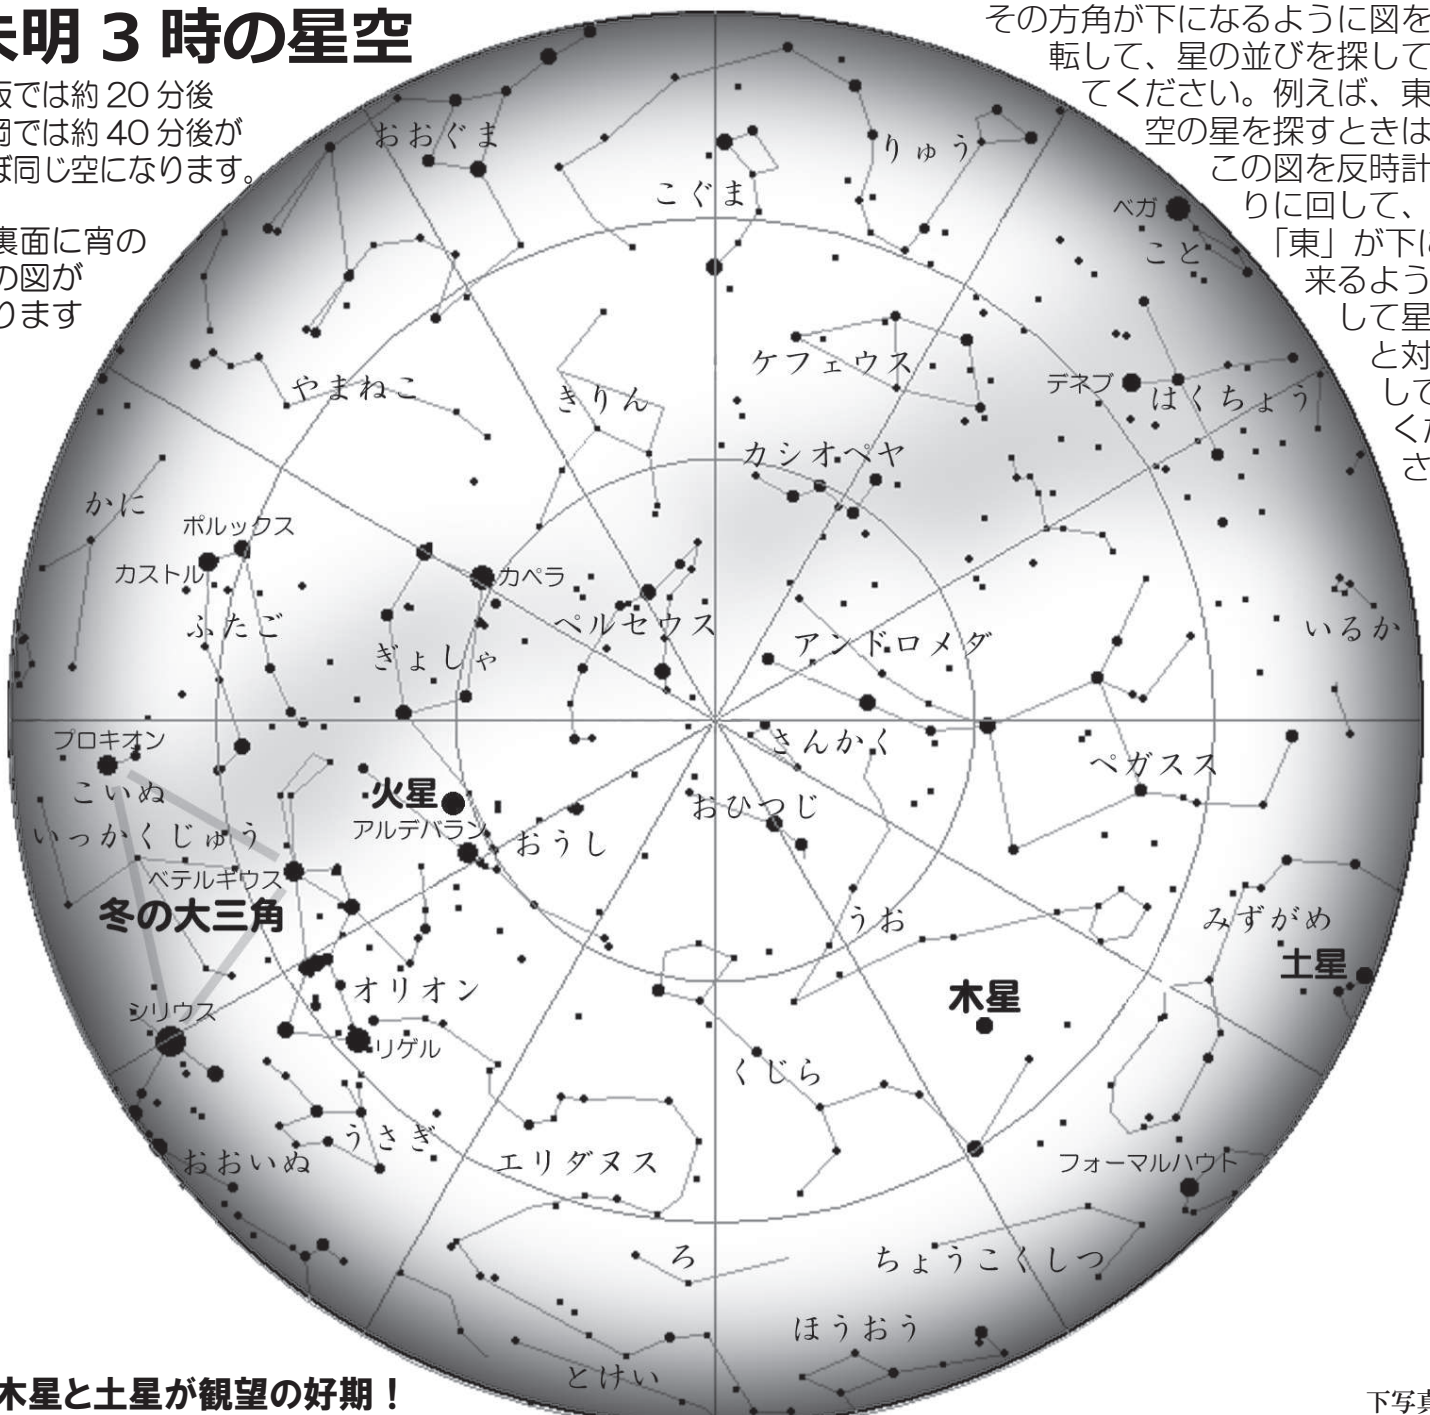 未明 3 時の星空
阪では約 20 分後
岡では約 40 分後が
ぼ同じ空になります。
裏面に宵の
の図が
ります
その方角が下になるように図を
転して、星の並びを探して
てください。例えば、東
空の星を探すときは
この図を反時計
りに回して、
「東」が下に
来るよう
して星
と対
して
くだ
さ
おおぐま
こぐま
りゅう
ベガ
こと
やまねこ
きりん
ケフェウス
デネブ
はくちょう
カシオペヤ
かに
ポルックス
カストル
カペラ
ふたご
ぎょしゃ
ペルセウス
アンドロメダ
いるか
プロキオン
こいぬ
火星
アルデバラン
おうし
さんかく
おひつじ
ペガスス
いっかくじゅう
ベテルギウス
冬の大三角
うお
みずがめ
土星
オリオン
木星
シリウス
リゲル
くじら
うさぎ
おおいぬ
エリダヌス
フォーマルハウト
ろ
ちょうこくしつ
ほうおう
とけい
木星と土星が観望の好期！
下写真